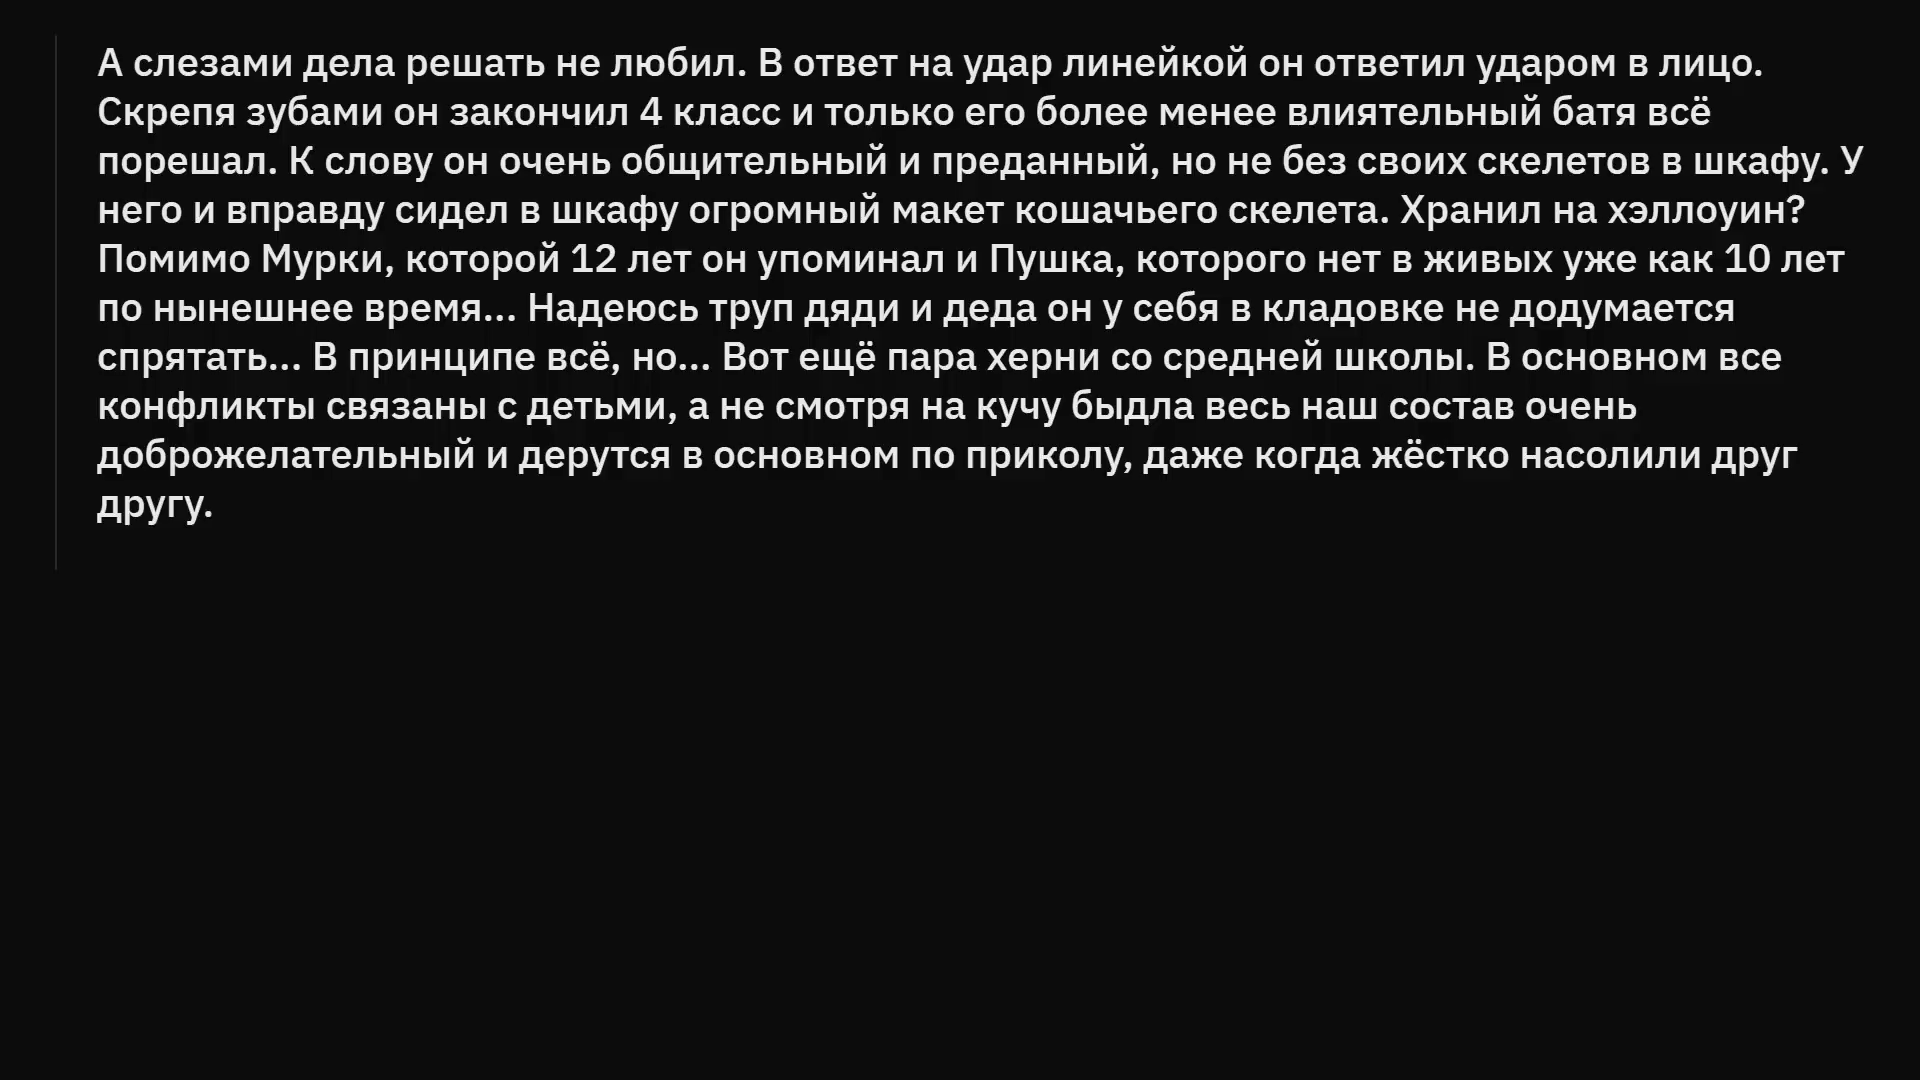 А слезами дела решать не любил. В ответ на удар линейкой он ответил ударом в лицо.
Скрепя зубами он закончил 4 класс и только его более менее влиятельный батя всё
порешал. К слову он очень общительный и преданный, но не без своих скелетов в шкафу. У
него и вправду сидел в шкафу огромный макет кошачьего скелета. Хранил на хэллоуин?
Помимо Мурки, которой 12 лет он упоминал и Пушка, которого нет в живых уже как 10 лет
по нынешнее время... Надеюсь труп дяди и деда он у себя в кладовке не додумается
спрятать... В принципе всё, но... Вот ещё пара херни со средней школы. В основном все
конфликты связаны с детьми, а не смотря на кучу быдла весь наш состав очень
доброжелательный и дерутся в основном по приколу, даже когда жёстко насолили друг
другу.